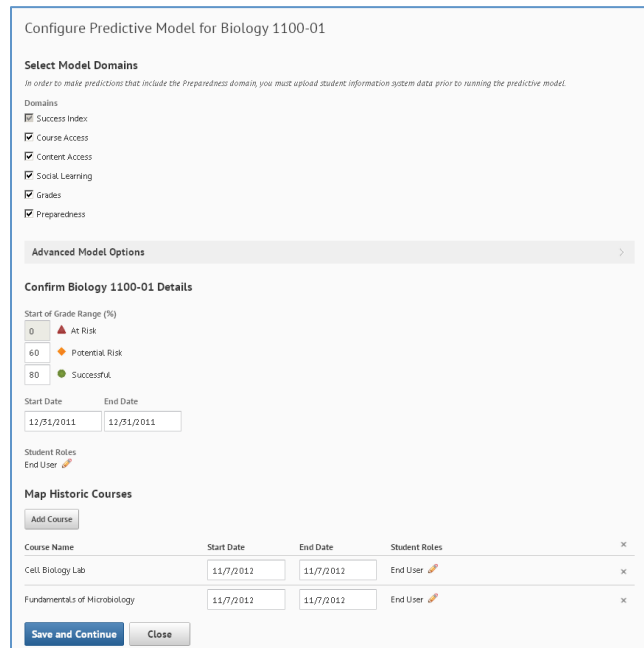 Configure Predictive Model for Biology 1100-01
Select Model Domains
In order to make predictions that include the Preparedness domain, you must upload student information system data prior to running the predictive model.
Domains
Success Index
Course Access
Content Access
Social Learning
Grades
Preparedness
Advanced Model Options
Confirm Biology 1100-01 Details
Start of Grade Range (%)
0 At Risk
60 Potential Risk
80 Successful
Start Date End Date
12/31/2011 12/31/2011
Student Roles
End User
Map Historic Courses
Add Course
Course Name Start Date End Date Student Roles
Cell Biology Lab 11/7/2012 11/7/2012 End User
Fundamentals of Microbiology 11/7/2012 11/7/2012 End User
Save and Continue Close